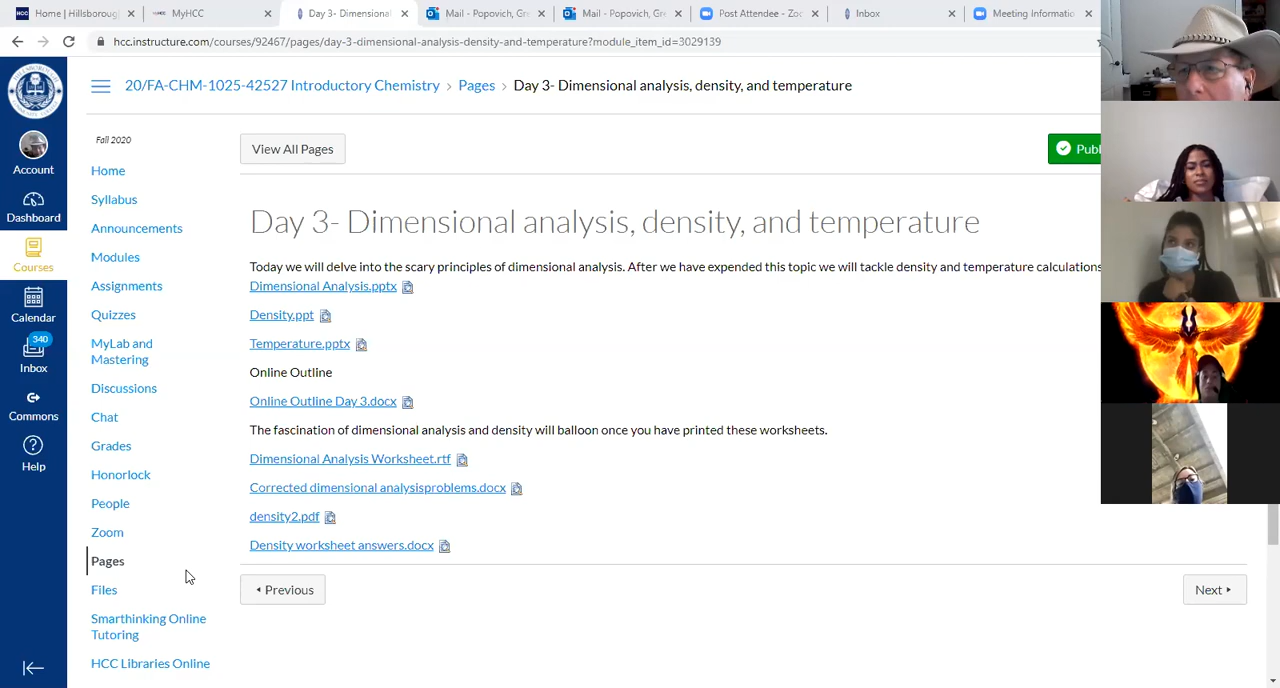 Home | Hillsboroug
MyHCC
Day 3- Dimensional
Mail - Popovich, Gre
Mail - Popovich, Gre
Post Attendee - Zoo
Inbox
Meeting Informatio
hcc.instructure.com/courses/92467/pages/day-3-dimensional-analysis-density-and-temperature?module_item_id=3029139
20/FA-CHM-1025-42527 Introductory Chemistry › Pages › Day 3- Dimensional analysis, density, and temperature
Account
Dashboard
Courses
Calendar
340
Inbox
Commons
Help
Fall 2020
Home
Syllabus
Announcements
Modules
Assignments
Quizzes
MyLab and
Mastering
Discussions
Chat
Grades
Honorlock
People
Zoom
Pages
Files
Smarthinking Online
Tutoring
HCC Libraries Online
View All Pages
Publ
Day 3- Dimensional analysis, density, and temperature
Today we will delve into the scary principles of dimensional analysis. After we have expended this topic we will tackle density and temperature calculations
Dimensional Analysis.pptx
Density.ppt
Temperature.pptx
Online Outline
Online Outline Day 3.docx
The fascination of dimensional analysis and density will balloon once you have printed these worksheets.
Dimensional Analysis Worksheet.rtf
Corrected dimensional analysisproblems.docx
density2.pdf
Density worksheet answers.docx
Previous
Next